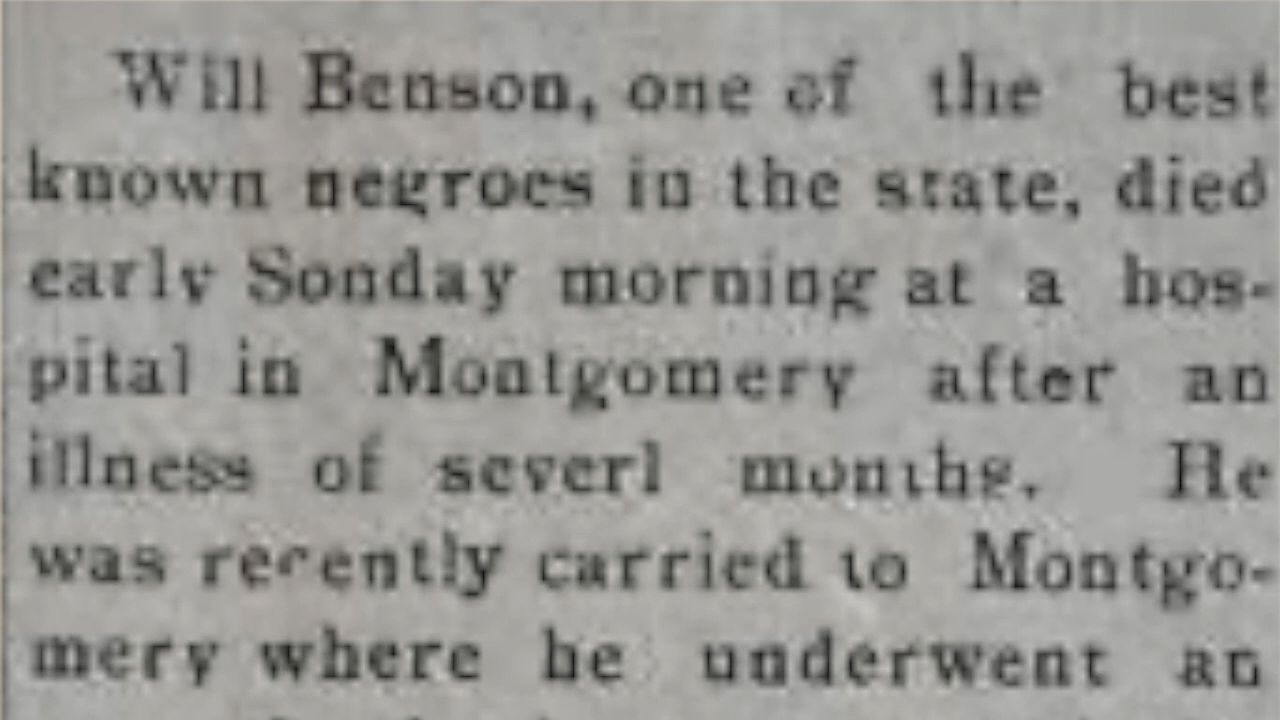 Will Benson, one of the best
known negroes in the state, died
early Sonday morning at a hos-
pital in Montgomery after an
illness of severl months. He
was recently carried to Montgo-
mery where he underwent an